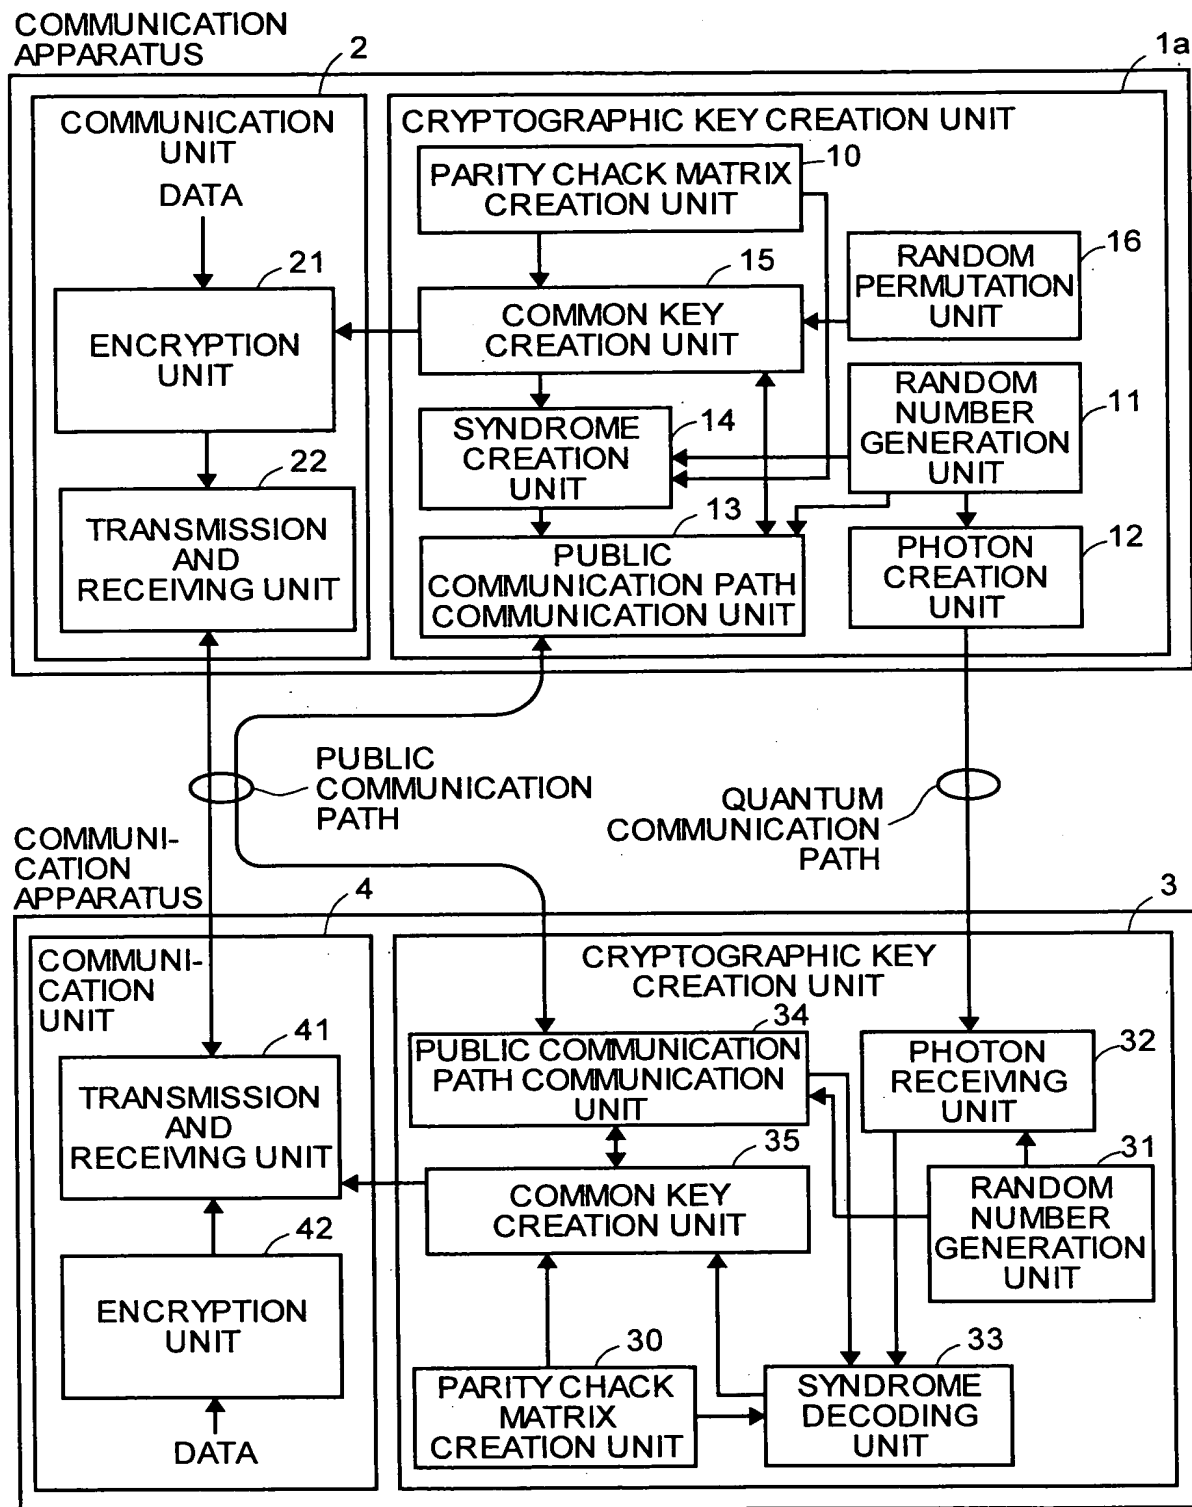 COMMUNICATION
APPARATUS
2
1a
COMMUNICATION
UNIT
DATA
21
ENCRYPTION
UNIT
22
TRANSMISSION
AND
RECEIVING UNIT
CRYPTOGRAPHIC KEY CREATION UNIT
10
PARITY CHACK MATRIX
CREATION UNIT
15
COMMON KEY
CREATION UNIT
16
RANDOM
PERMUTATION
UNIT
14
SYNDROME
CREATION
UNIT
11
RANDOM
NUMBER
GENERATION
UNIT
13
PUBLIC
COMMUNICATION PATH
COMMUNICATION UNIT
12
PHOTON
CREATION
UNIT
PUBLIC
COMMUNICATION
PATH
QUANTUM
COMMUNICATION
PATH
COMMUNI-
CATION
APPARATUS
4
3
COMMUNI-
CATION
UNIT
41
TRANSMISSION
AND
RECEIVING UNIT
42
ENCRYPTION
UNIT
DATA
CRYPTOGRAPHIC KEY
CREATION UNIT
34
PUBLIC COMMUNICATION
PATH COMMUNICATION
UNIT
32
PHOTON
RECEIVING
UNIT
35
COMMON KEY
CREATION UNIT
31
RANDOM
NUMBER
GENERATION
UNIT
30
PARITY CHACK
MATRIX
CREATION UNIT
33
SYNDROME
DECODING
UNIT